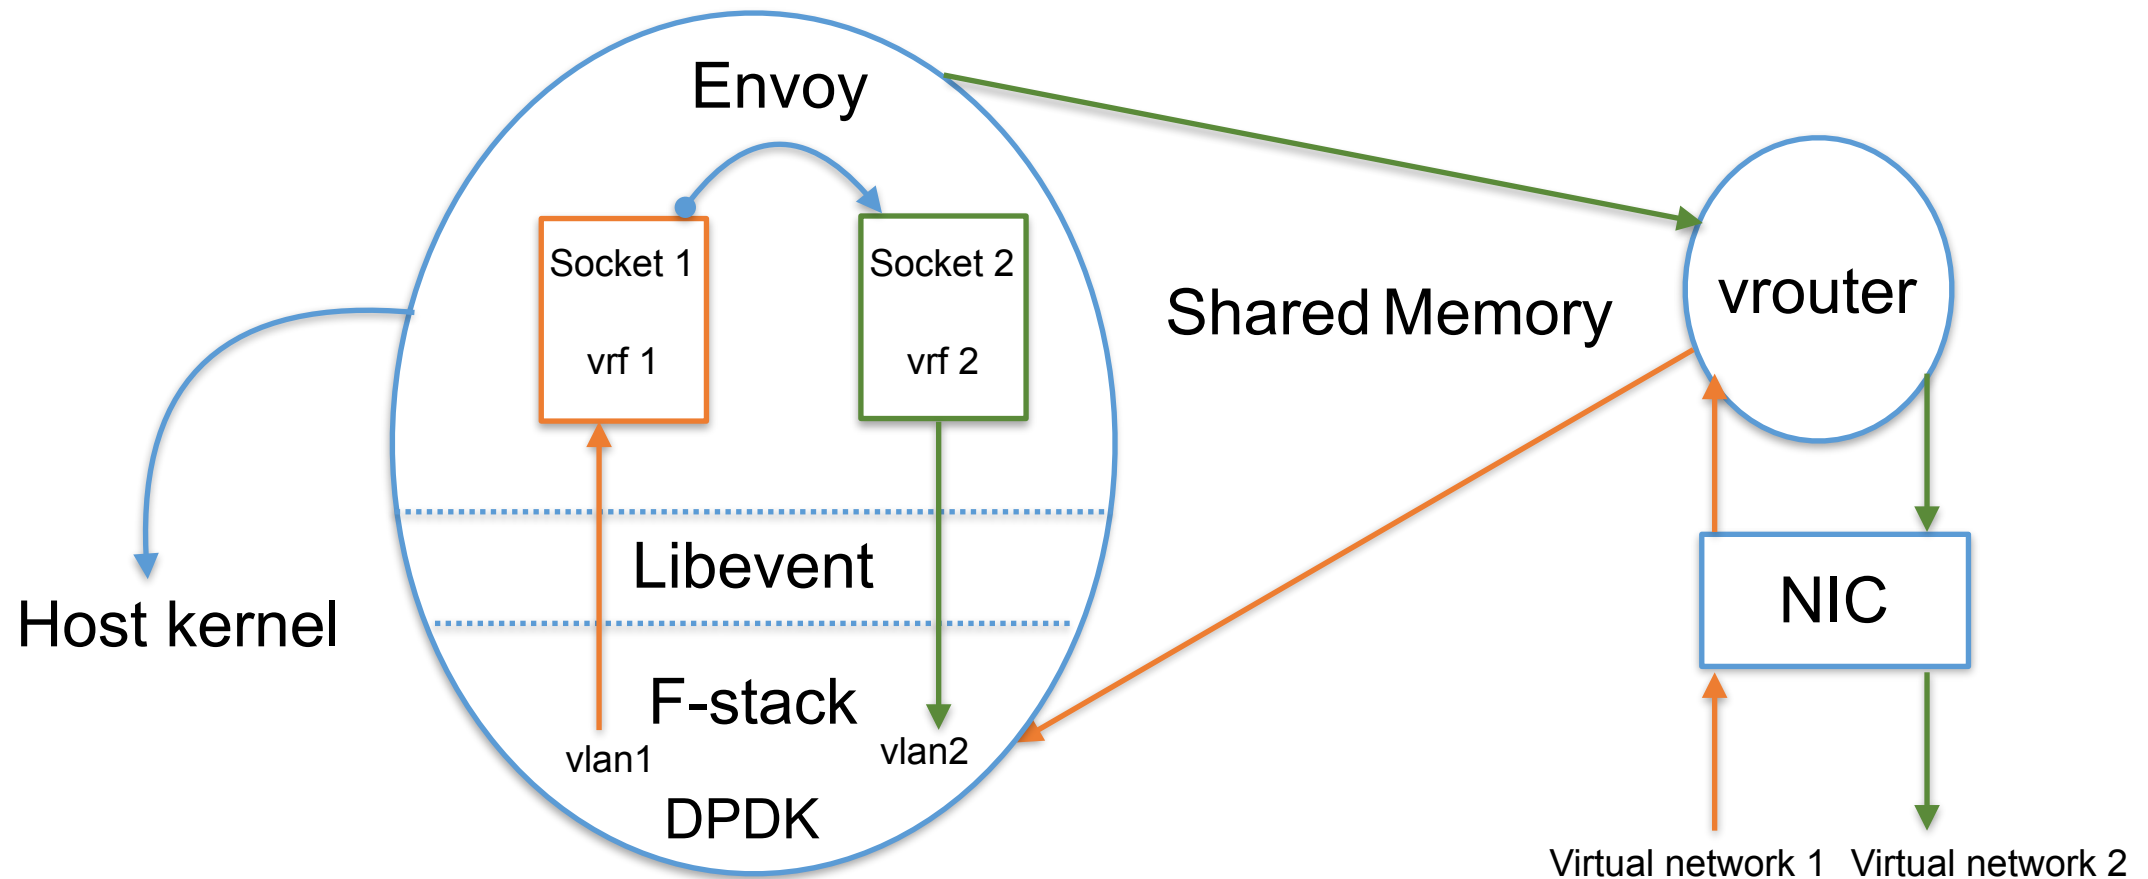 Envoy
Socket 1
vrf 1
Socket 2
vrf 2
Shared Memory
vrouter
Libevent
NIC
Host kernel
F-stack
vlan1
vlan2
DPDK
Virtual network 1
Virtual network 2